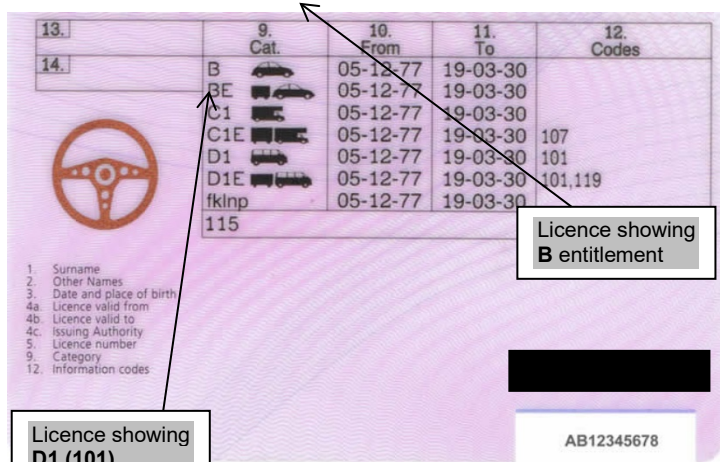 13.
9.
Cat.
10.
From
11.
To
12.
Codes
14.
B 05-12-77 19-03-30
BE 05-12-77 19-03-30
C1 05-12-77 19-03-30
C1E 05-12-77 19-03-30 107
D1 05-12-77 19-03-30 101
D1E 05-12-77 19-03-30 101,119
fklnp 05-12-77 19-03-30
115
Licence showing
B entitlement
1. Surname
2. Other Names
3. Date and place of birth
4a. Licence valid from
4b. Licence valid to
4c. Issuing Authority
5. Licence number
9. Category
12. Information codes
Licence showing
D1 (101)
AB12345678